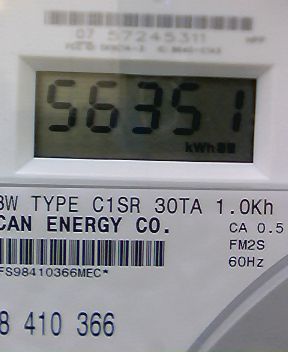 07 57245311
56351
kWh
3W TYPE C1SR 30TA 1.0Kh
CAN ENERGY CO.
CA 0.5
FM2S
60Hz
FS98410366MEC*
8 410 366